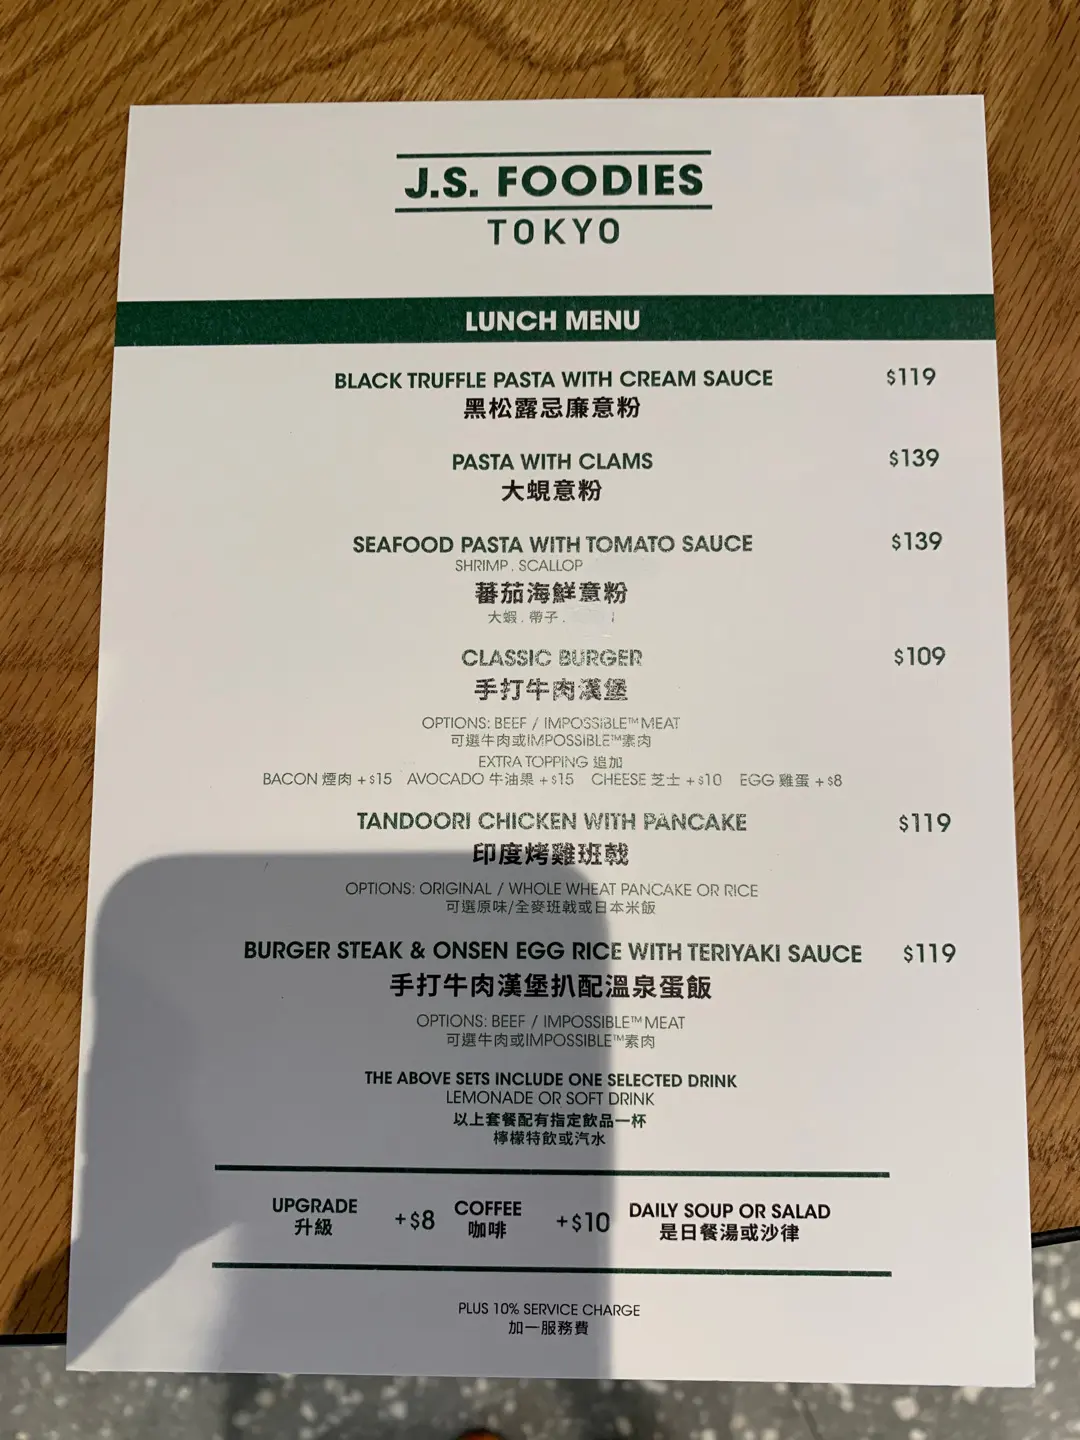 J.S. FOODIES
TOKYO
LUNCH MENU
BLACK TRUFFLE PASTA WITH CREAM SAUCE $119
黑松露忌廉意粉
PASTA WITH CLAMS $139
大蜆意粉
SEAFOOD PASTA WITH TOMATO SAUCE $139
SHRIMP . SCALLOP
蕃茄海鮮意粉
大蝦 . 帶子 .
CLASSIC BURGER $109
手打牛肉漢堡
OPTIONS: BEEF / IMPOSSIBLE™ MEAT
可選牛肉或IMPOSSIBLE™素肉
EXTRA TOPPING 追加
BACON 煙肉 +$15 AVOCADO 牛油果 +$15 CHEESE 芝士 +$10 EGG 雞蛋 +$8
TANDOORI CHICKEN WITH PANCAKE $119
印度烤雞班戟
OPTIONS: ORIGINAL / WHOLE WHEAT PANCAKE OR RICE
可選原味/全麥班戟或日本米飯
BURGER STEAK & ONSEN EGG RICE WITH TERIYAKI SAUCE $119
手打牛肉漢堡扒配溫泉蛋飯
OPTIONS: BEEF / IMPOSSIBLE™ MEAT
可選牛肉或IMPOSSIBLE™素肉
THE ABOVE SETS INCLUDE ONE SELECTED DRINK
LEMONADE OR SOFT DRINK
以上套餐配有指定飲品一杯
檸檬特飲或汽水
UPGRADE +$8 COFFEE +$10 DAILY SOUP OR SALAD
升級 咖啡 是日餐湯或沙律
PLUS 10% SERVICE CHARGE
加一服務費